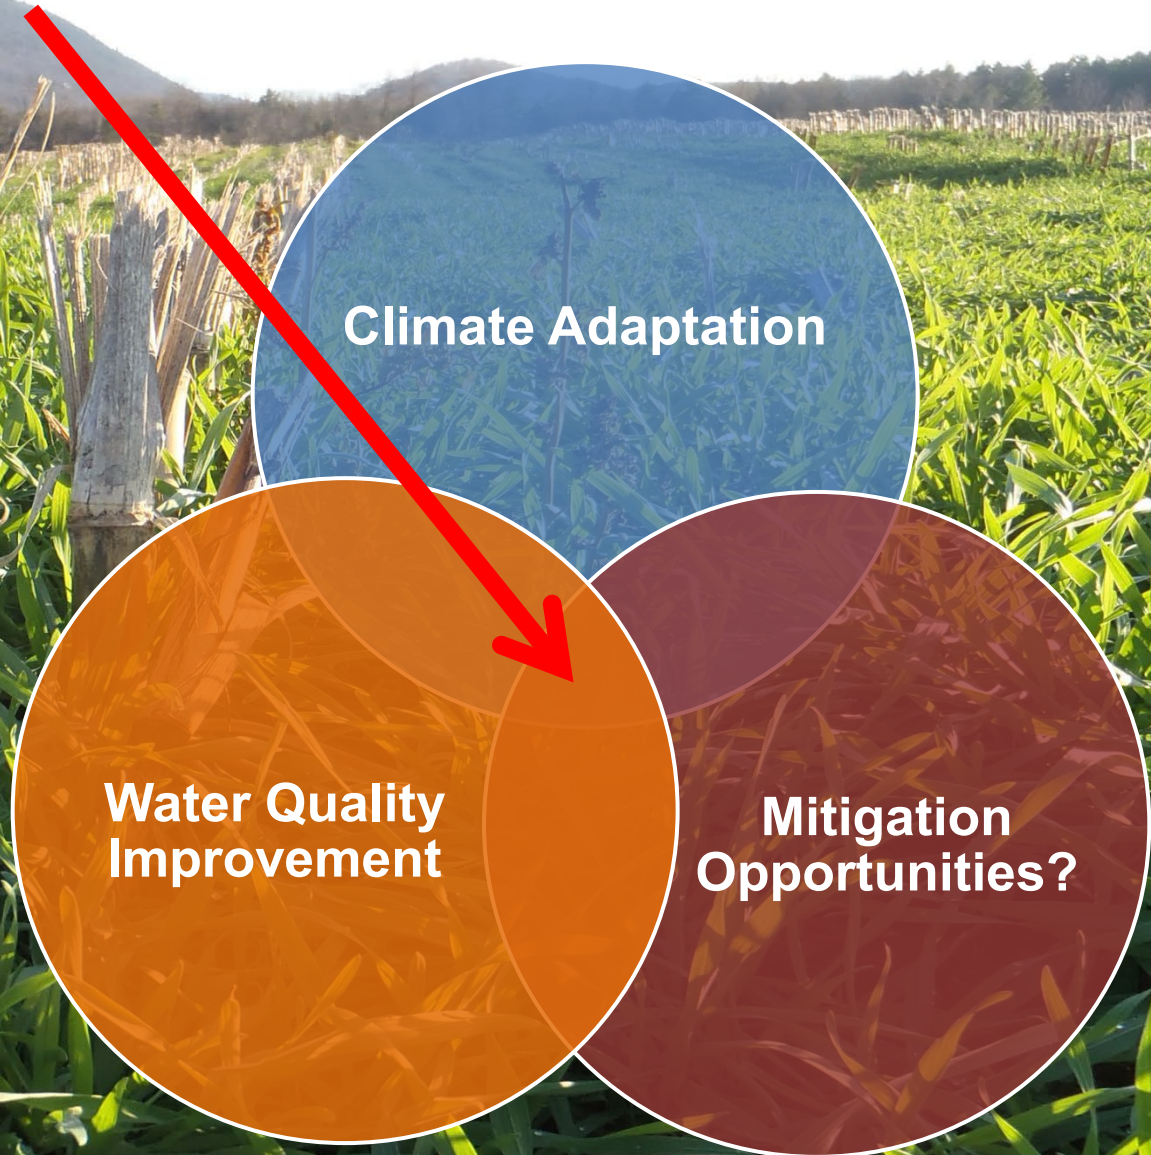 Climate Adaptation
Water Quality
Improvement
Mitigation
Opportunities?